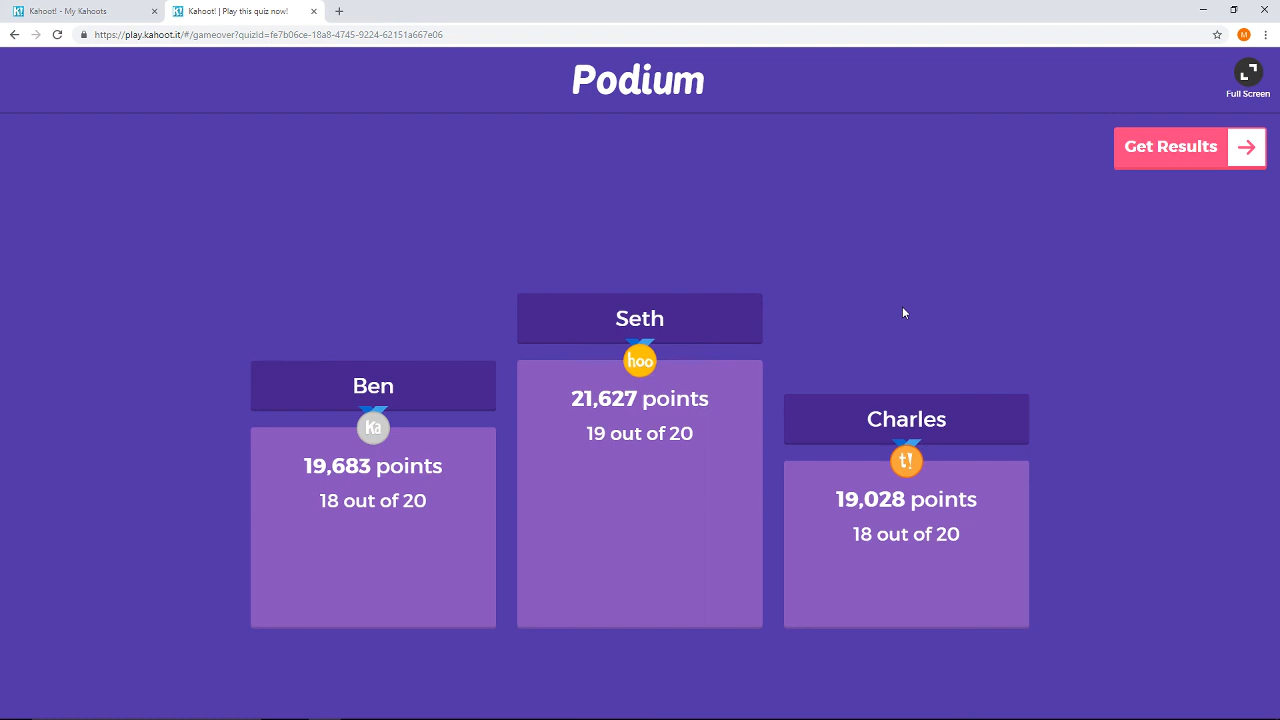 Kahoot! - My Kahoots
Kahoot! | Play this quiz now!
https://play.kahoot.it/#/gameover?quizId=fe7b06ce-18a8-4745-9224-62151a667e06
M
Podium
Full Screen
Get Results
Seth
hoo
21,627 points
19 out of 20
Ben
Ka
19,683 points
18 out of 20
Charles
t!
19,028 points
18 out of 20